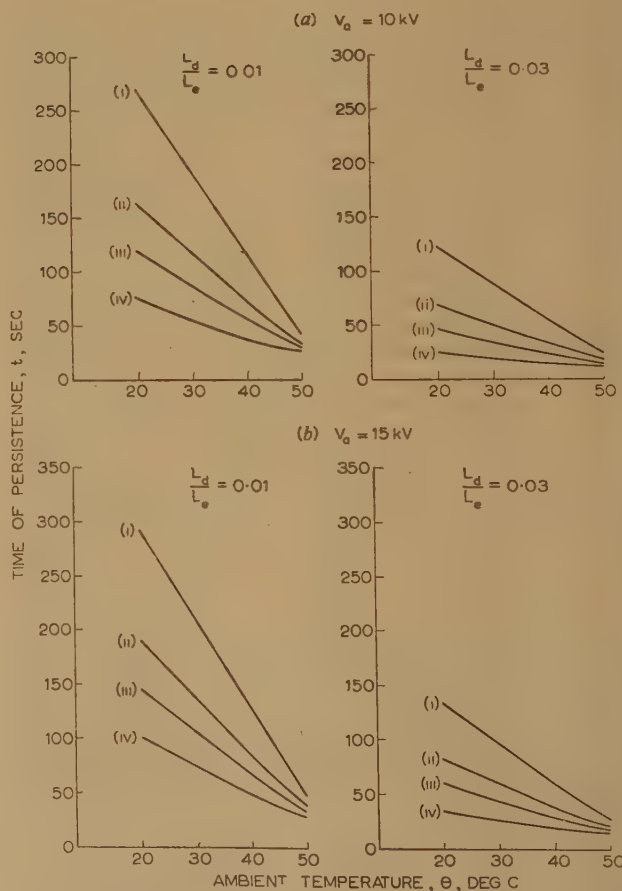 (a) Va = 10 kV
Ld/Le = 0·01
Ld/Le = 0·03
300
250
200
150
100
50
0
(i)
(ii)
(iii)
(iv)
20 30 40 50
300
250
200
150
100
50
0
(i)
(ii)
(iii)
(iv)
20 30 40 50
(b) Va = 15 kV
Ld/Le = 0·01
Ld/Le = 0·03
350
300
250
200
150
100
50
0
(i)
(ii)
(iii)
(iv)
20 30 40 50
350
300
250
200
150
100
50
0
(i)
(ii)
(iii)
(iv)
20 30 40 50
TIME OF PERSISTENCE, t, SEC
AMBIENT TEMPERATURE, θ, DEG C